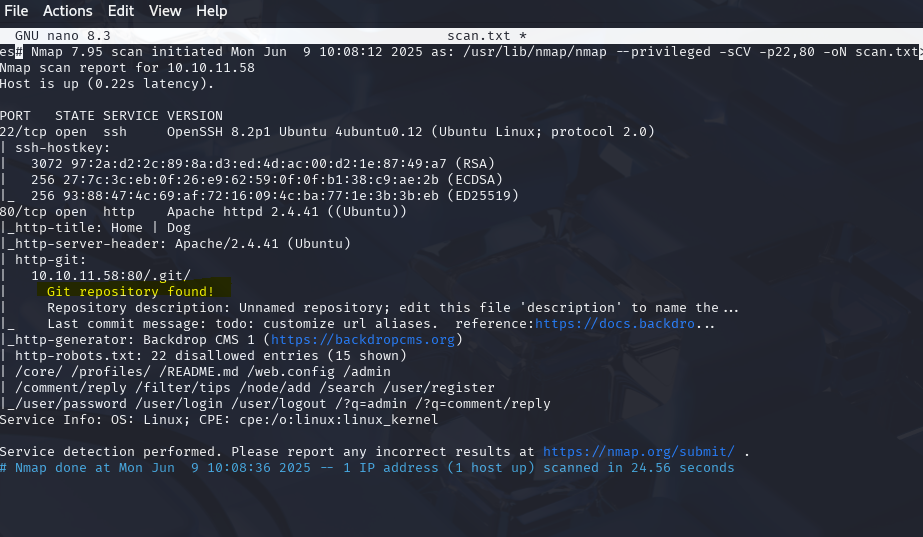 File Actions Edit View Help
GNU nano 8.3 scan.txt *
es# Nmap 7.95 scan initiated Mon Jun  9 10:08:12 2025 as: /usr/lib/nmap/nmap --privileged -sCV -p22,80 -oN scan.txt>
Nmap scan report for 10.10.11.58
Host is up (0.22s latency).
PORT   STATE SERVICE VERSION
22/tcp open  ssh     OpenSSH 8.2p1 Ubuntu 4ubuntu0.12 (Ubuntu Linux; protocol 2.0)
| ssh-hostkey:
|   3072 97:2a:d2:2c:89:8a:d3:ed:4d:ac:00:d2:1e:87:49:a7 (RSA)
|   256 27:7c:3c:eb:0f:26:e9:62:59:0f:0f:b1:38:c9:ae:2b (ECDSA)
|_  256 93:88:47:4c:69:af:72:16:09:4c:ba:77:1e:3b:3b:eb (ED25519)
80/tcp open  http    Apache httpd 2.4.41 ((Ubuntu))
|_http-title: Home | Dog
|_http-server-header: Apache/2.4.41 (Ubuntu)
| http-git:
|   10.10.11.58:80/.git/
|     Git repository found!
|     Repository description: Unnamed repository; edit this file 'description' to name the...
|_    Last commit message: todo: customize url aliases.  reference:https://docs.backdro...
|_http-generator: Backdrop CMS 1 (https://backdropcms.org)
| http-robots.txt: 22 disallowed entries (15 shown)
| /core/ /profiles/ /README.md /web.config /admin
| /comment/reply /filter/tips /node/add /search /user/register
|_/user/password /user/login /user/logout /?q=admin /?q=comment/reply
Service Info: OS: Linux; CPE: cpe:/o:linux:linux_kernel
Service detection performed. Please report any incorrect results at https://nmap.org/submit/ .
# Nmap done at Mon Jun  9 10:08:36 2025 -- 1 IP address (1 host up) scanned in 24.56 seconds